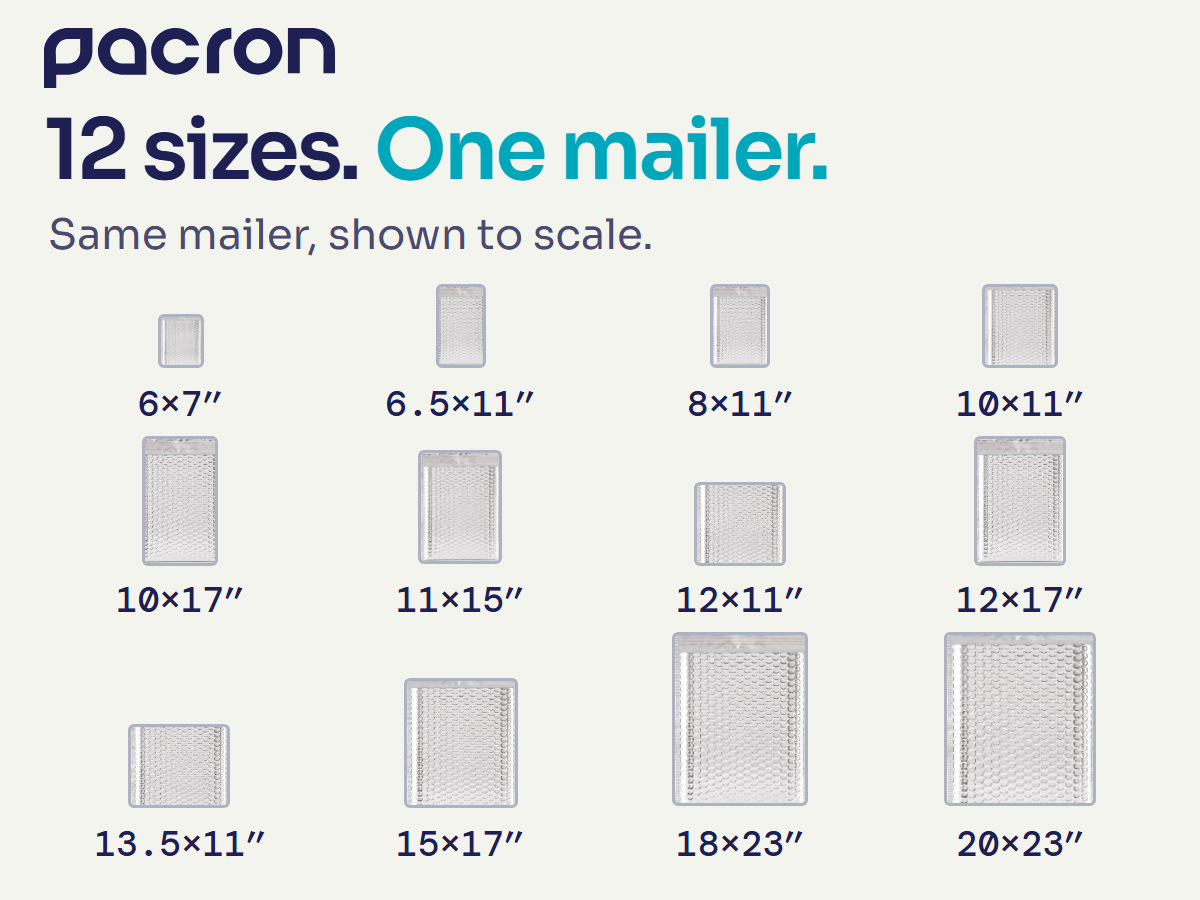 pacron
12 sizes. One mailer.
Same mailer, shown to scale.
6×7″ 6.5×11″ 8×11″ 10×11″
10×17″ 11×15″ 12×11″ 12×17″
13.5×11″ 15×17″ 18×23″ 20×23″